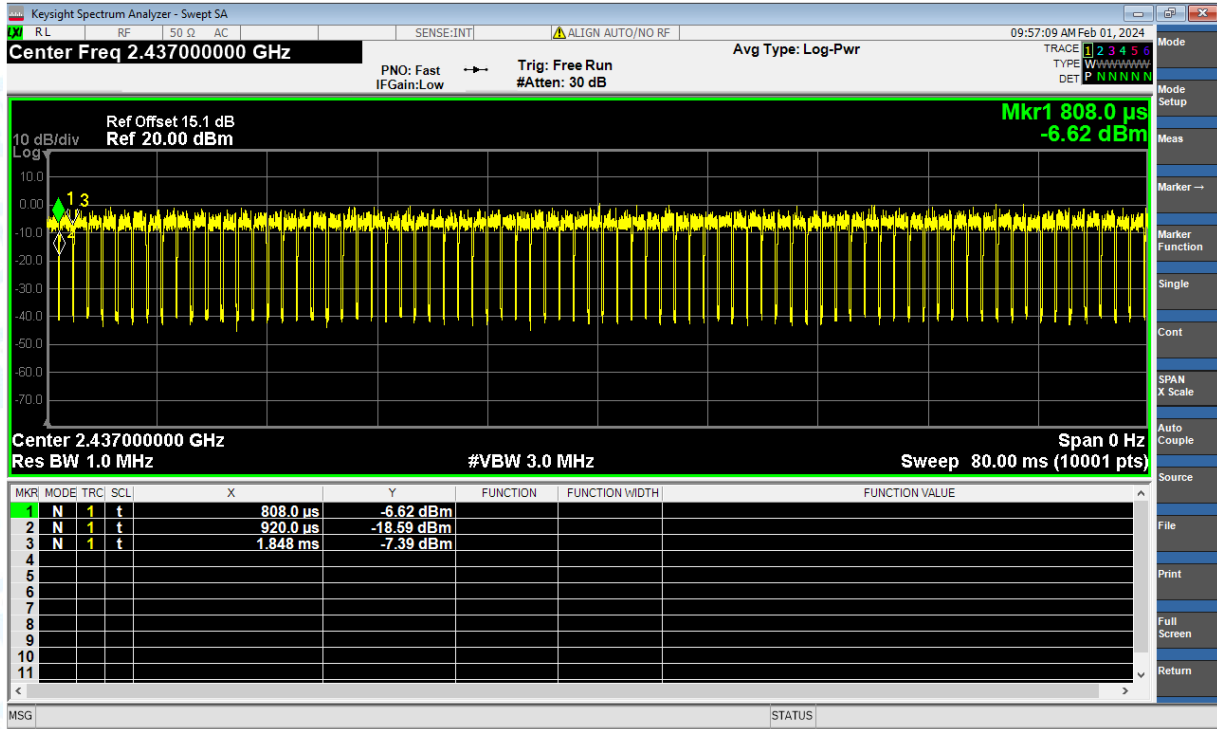 Keysight Spectrum Analyzer - Swept SA
LXI RL RF 50 Ω AC SENSE:INT ALIGN AUTO/NO RF 09:57:09 AM Feb 01, 2024
Center Freq 2.437000000 GHz
Avg Type: Log-Pwr
TRACE 1 2 3 4 5 6
PNO: Fast
Trig: Free Run
TYPE WWWWWW
IFGain:Low
#Atten: 30 dB
DET P N N N N N
Mkr1 808.0 µs
-6.62 dBm
Ref Offset 15.1 dB
10 dB/div Ref 20.00 dBm
Log
10.0
0.00
-10.0
-20.0
-30.0
-40.0
-50.0
-60.0
-70.0
1 3
2
Center 2.437000000 GHz Span 0 Hz
Res BW 1.0 MHz #VBW 3.0 MHz Sweep 80.00 ms (10001 pts)
MKR MODE TRC SCL X Y FUNCTION FUNCTION WIDTH FUNCTION VALUE
1 N 1 t 808.0 µs -6.62 dBm
2 N 1 t 920.0 µs -18.59 dBm
3 N 1 t 1.848 ms -7.39 dBm
4
5
6
7
8
9
10
11
MSG STATUS
Mode
Mode
Setup
Meas
Marker →
Marker
Function
Single
Cont
SPAN
X Scale
Auto
Couple
Source
File
Print
Full
Screen
Return